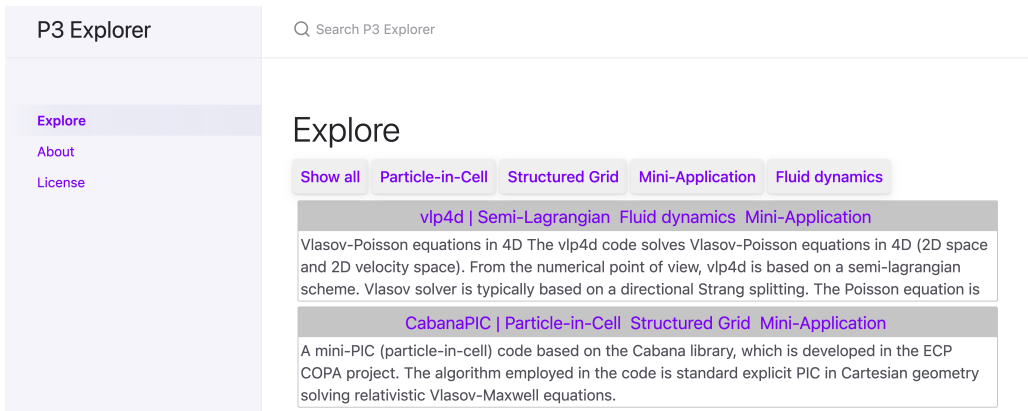 P3 Explorer
Search P3 Explorer
Explore
About
License
Explore
Show all Particle-in-Cell Structured Grid Mini-Application Fluid dynamics
vlp4d | Semi-Lagrangian Fluid dynamics Mini-Application
Vlasov-Poisson equations in 4D The vlp4d code solves Vlasov-Poisson equations in 4D (2D space
and 2D velocity space). From the numerical point of view, vlp4d is based on a semi-lagrangian
scheme. Vlasov solver is typically based on a directional Strang splitting. The Poisson equation is
CabanaPIC | Particle-in-Cell Structured Grid Mini-Application
A mini-PIC (particle-in-cell) code based on the Cabana library, which is developed in the ECP
COPA project. The algorithm employed in the code is standard explicit PIC in Cartesian geometry
solving relativistic Vlasov-Maxwell equations.